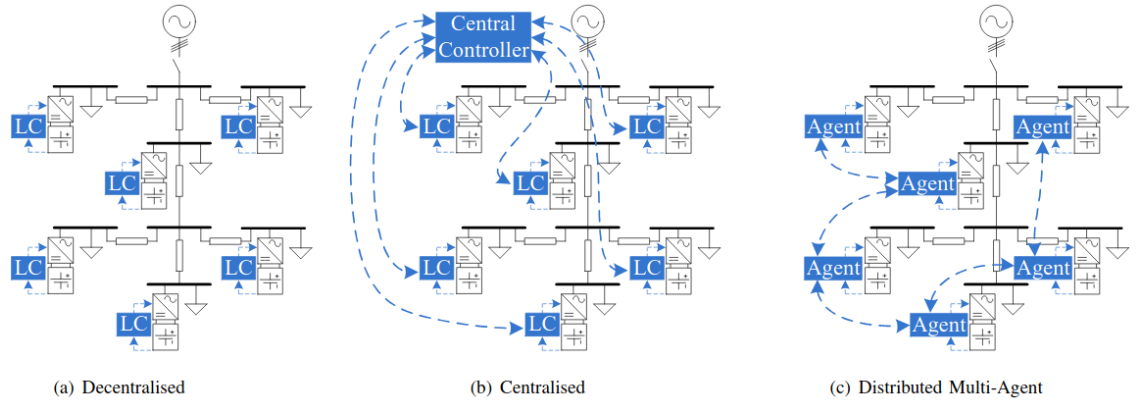 LC
LC
LC
LC
LC
LC
(a) Decentralised
Central
Controller
LC
LC
LC
LC
LC
LC
(b) Centralised
Agent
Agent
Agent
Agent
Agent
Agent
(c) Distributed Multi-Agent